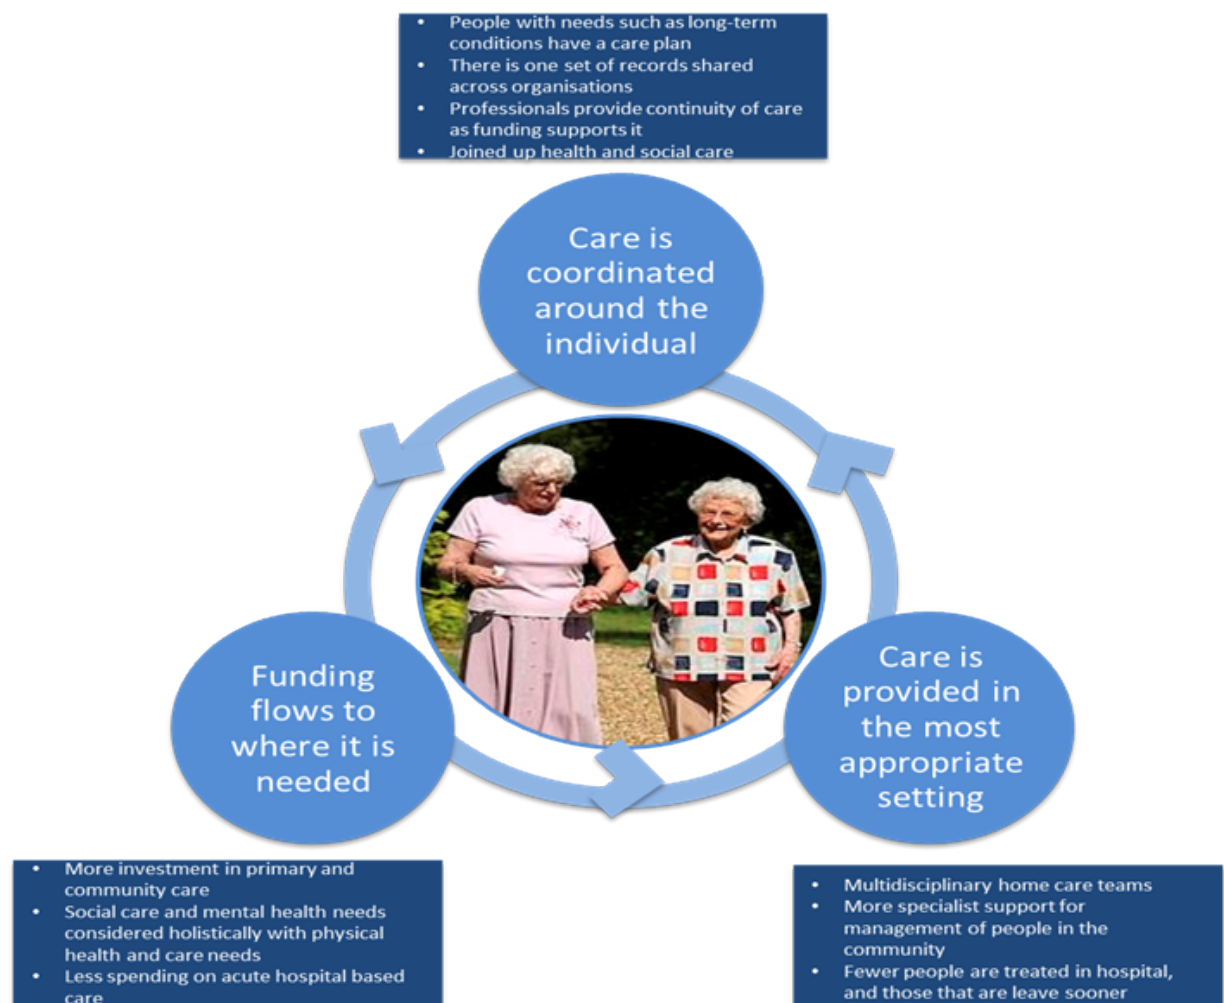 • People with needs such as long-term
conditions have a care plan
• There is one set of records shared
across organisations
• Professionals provide continuity of care
as funding supports it
• Joined up health and social care
Care is
coordinated
around the
individual
Funding
flows to
where it is
needed
Care is
provided in
the most
appropriate
setting
• More investment in primary and
community care
• Social care and mental health needs
considered holistically with physical
health and care needs
• Less spending on acute hospital based
care
• Multidisciplinary home care teams
• More specialist support for
management of people in the
community
• Fewer people are treated in hospital,
and those that are leave sooner